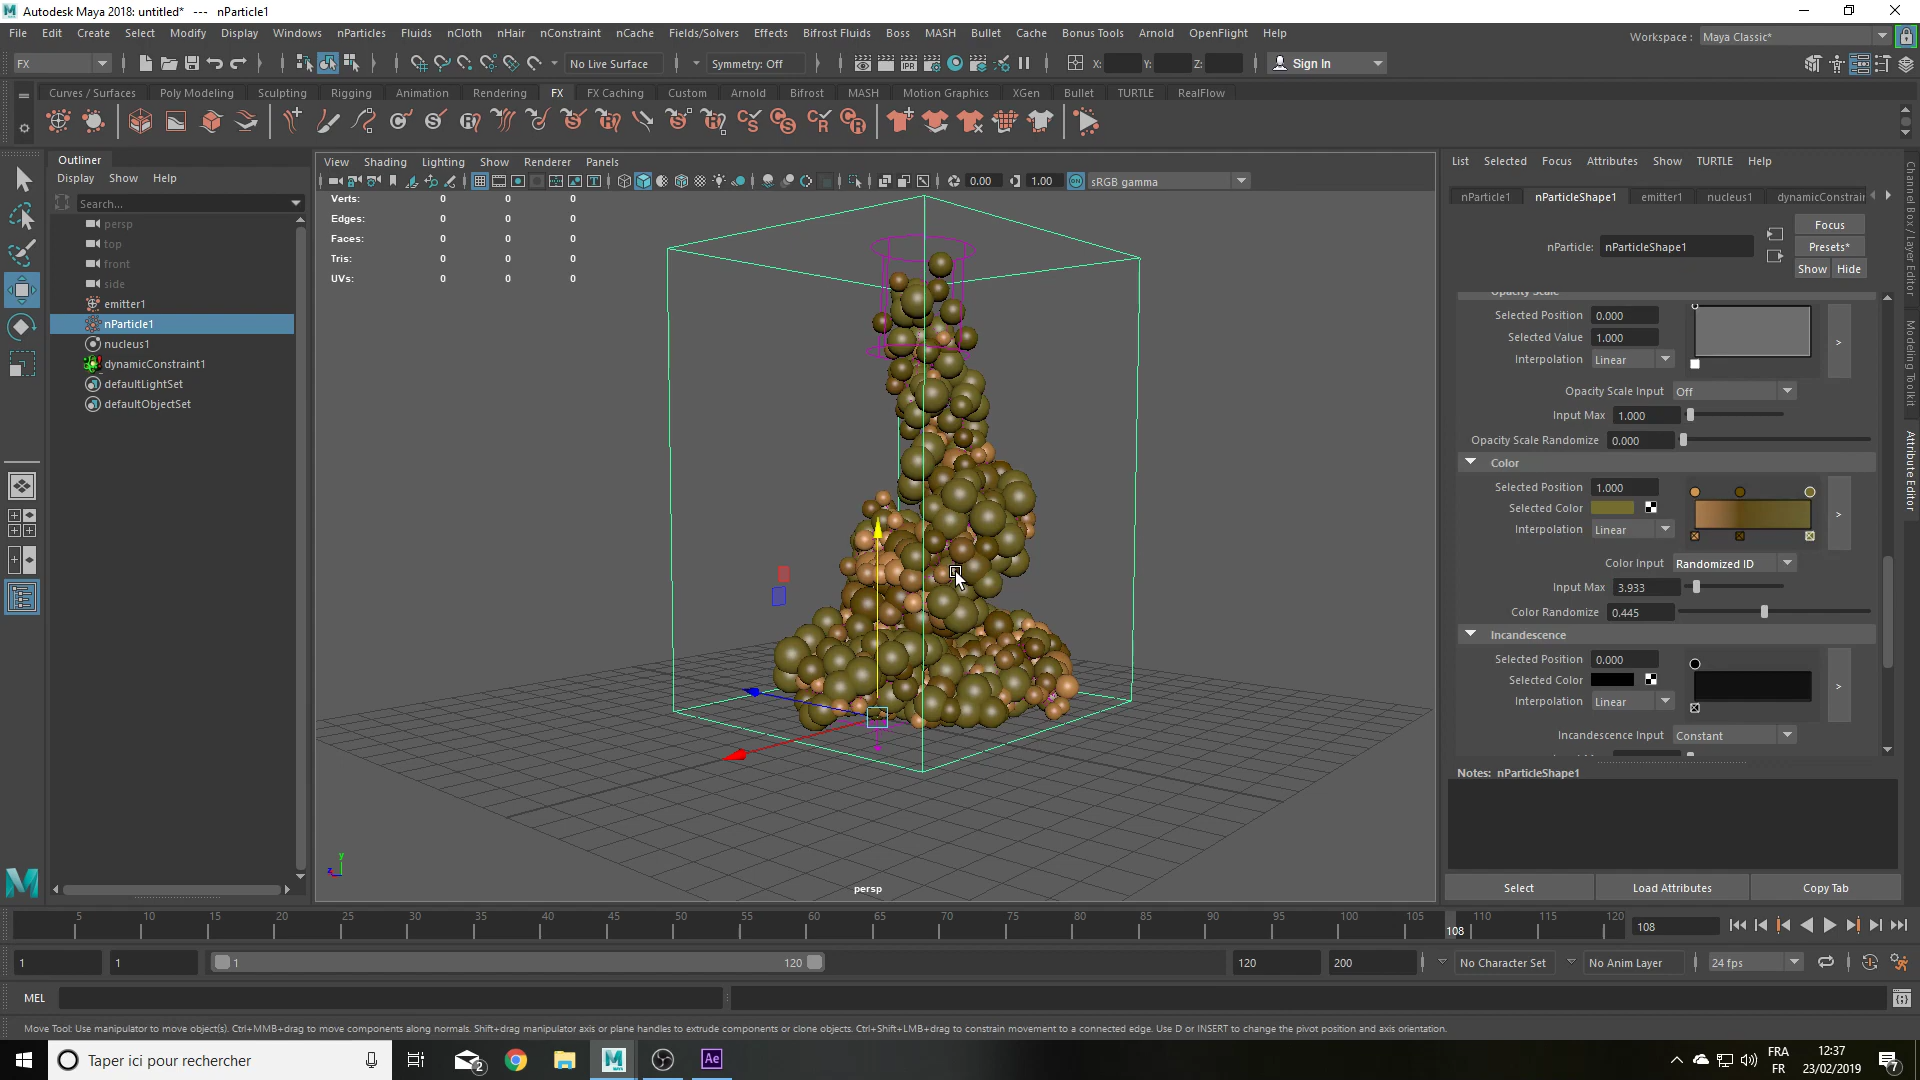 Autodesk Maya 2018: untitled* --- nParticle1
File Edit Create Select Modify Display Windows nParticles Fluids nCloth nHair nConstraint nCache Fields/Solvers Effects Bifrost Fluids Boss MASH Bullet Cache Bonus Tools Arnold OpenFlight Help
Workspace : Maya Classic*
FX No Live Surface Symmetry: Off X: Y: Z: Sign In
Curves / Surfaces Poly Modeling Sculpting Rigging Animation Rendering FX FX Caching Custom Arnold Bifrost MASH Motion Graphics XGen Bullet TURTLE RealFlow
Outliner
Display Show Help
Search...
persp
top
front
side
emitter1
nParticle1
nucleus1
dynamicConstraint1
defaultLightSet
defaultObjectSet
View Shading Lighting Show Renderer Panels
0.00 1.00 sRGB gamma
Verts: 0 0 0
Edges: 0 0 0
Faces: 0 0 0
Tris: 0 0 0
UVs: 0 0 0
y
z
persp
List Selected Focus Attributes Show TURTLE Help
nParticle1 nParticleShape1 emitter1 nucleus1 dynamicConstrai
nParticle: nParticleShape1
Focus
Presets*
Show Hide
Opacity Scale
Selected Position 0.000
Selected Value 1.000
Interpolation Linear
Opacity Scale Input Off
Input Max 1.000
Opacity Scale Randomize 0.000
Color
Selected Position 1.000
Selected Color
Interpolation Linear
Color Input Randomized ID
Input Max 3.933
Color Randomize 0.445
Incandescence
Selected Position 0.000
Selected Color
Interpolation Linear
Incandescence Input Constant
Notes: nParticleShape1
Select Load Attributes Copy Tab
Channel Box / Layer Editor
Modeling Toolkit
Attribute Editor
5 10 15 20 25 30 35 40 45 50 55 60 65 70 75 80 85 90 95 100 105 110 115 120
108
108
1 1 1 120 120 200 No Character Set No Anim Layer 24 fps
MEL
Move Tool: Use manipulator to move object(s). Ctrl+MMB+drag to move components along normals. Shift+drag manipulator axis or plane handles to extrude components or clone objects. Ctrl+Shift+LMB+drag to constrain movement to a connected edge. Use D or INSERT to change the pivot position and axis orientation.
Taper ici pour rechercher
2
Ae
FRA
FR
12:37
23/02/2019
7